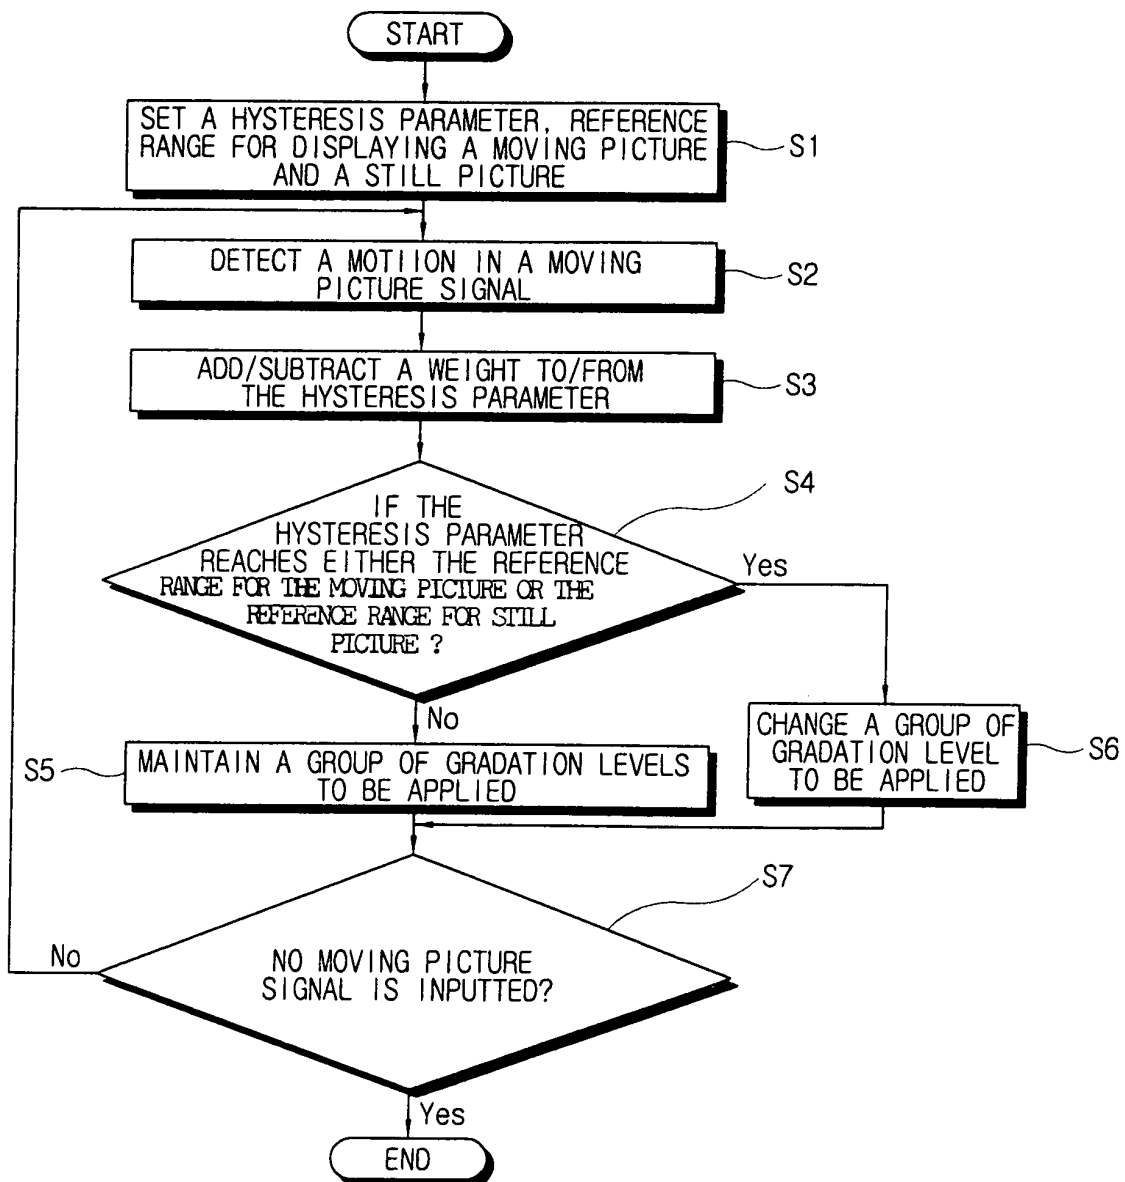 START
SET A HYSTERESIS PARAMETER, REFERENCE
RANGE FOR DISPLAYING A MOVING PICTURE
AND A STILL PICTURE
S1
DETECT A MOTIION IN A MOVING
PICTURE SIGNAL
S2
ADD/SUBTRACT A WEIGHT TO/FROM
THE HYSTERESIS PARAMETER
S3
IF THE
HYSTERESIS PARAMETER
REACHES EITHER THE REFERENCE
RANGE FOR THE MOVING PICTURE OR THE
REFERENCE RANGE FOR STILL
PICTURE ?
S4
Yes
No
MAINTAIN A GROUP OF GRADATION LEVELS
TO BE APPLIED
S5
CHANGE A GROUP OF
GRADATION LEVEL
TO BE APPLIED
S6
S7
No
NO MOVING PICTURE
SIGNAL IS INPUTTED?
Yes
END